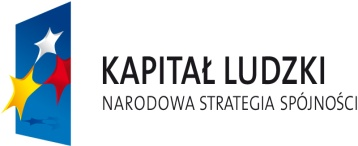 KAPITAŁ LUDZKI
NARODOWA STRATEGIA SPÓJNOŚCI